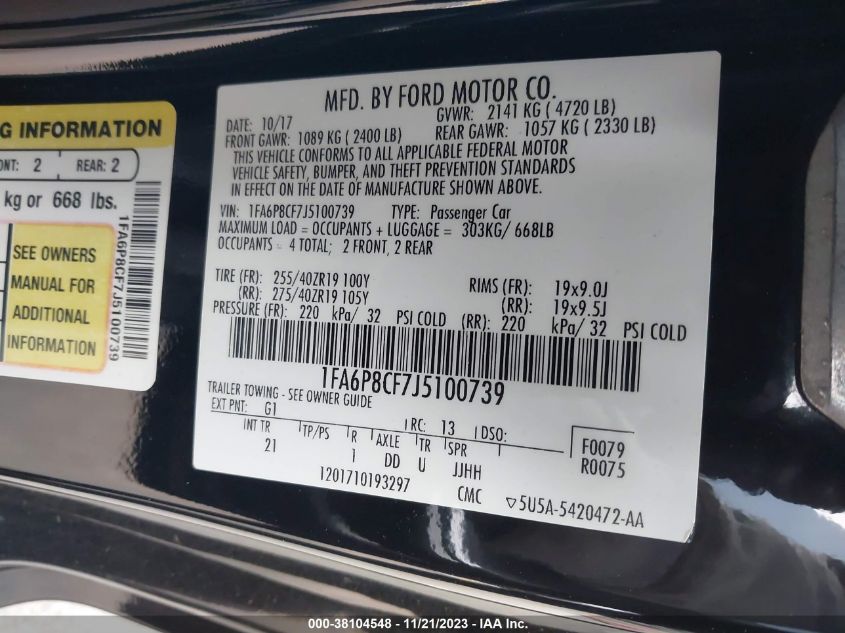 G INFORMATION
ONT: 2 REAR: 2
kg or 668 lbs.
SEE OWNERS
MANUAL FOR
ADDITIONAL
INFORMATION
1FA6P8CF7J5100739
MFD. BY FORD MOTOR CO.
DATE: 10/17 GVWR: 2141 KG ( 4720 LB)
FRONT GAWR: 1089 KG ( 2400 LB) REAR GAWR: 1057 KG ( 2330 LB)
THIS VEHICLE CONFORMS TO ALL APPLICABLE FEDERAL MOTOR
VEHICLE SAFETY, BUMPER, AND THEFT PREVENTION STANDARDS
IN EFFECT ON THE DATE OF MANUFACTURE SHOWN ABOVE.
VIN: 1FA6P8CF7J5100739 TYPE: Passenger Car
MAXIMUM LOAD = OCCUPANTS + LUGGAGE = 303KG/ 668LB
OCCUPANTS = 4 TOTAL; 2 FRONT, 2 REAR
TIRE (FR): 255/40ZR19 100Y RIMS (FR): 19x9.0J
(RR): 275/40ZR19 105Y (RR): 19x9.5J
PRESSURE (FR): 220 kPa/ 32 PSI COLD (RR): 220 kPa/ 32 PSI COLD
1FA6P8CF7J5100739
TRAILER TOWING - SEE OWNER GUIDE
EXT PNT: G1 RC: 13 DSO: F0079
INT TR TP/PS R AXLE TR SPR R0075
21 1 DD U JJHH
1201710193297 CMC ▽5U5A-5420472-AA
000-38104548 - 11/21/2023 - IAA Inc.